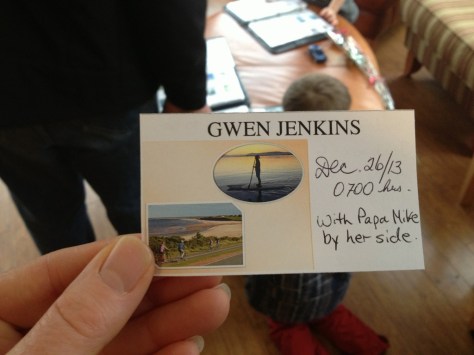 GWEN JENKINS
Dec. 26/13
0700 hrs.
With Papa Mike
by her side.